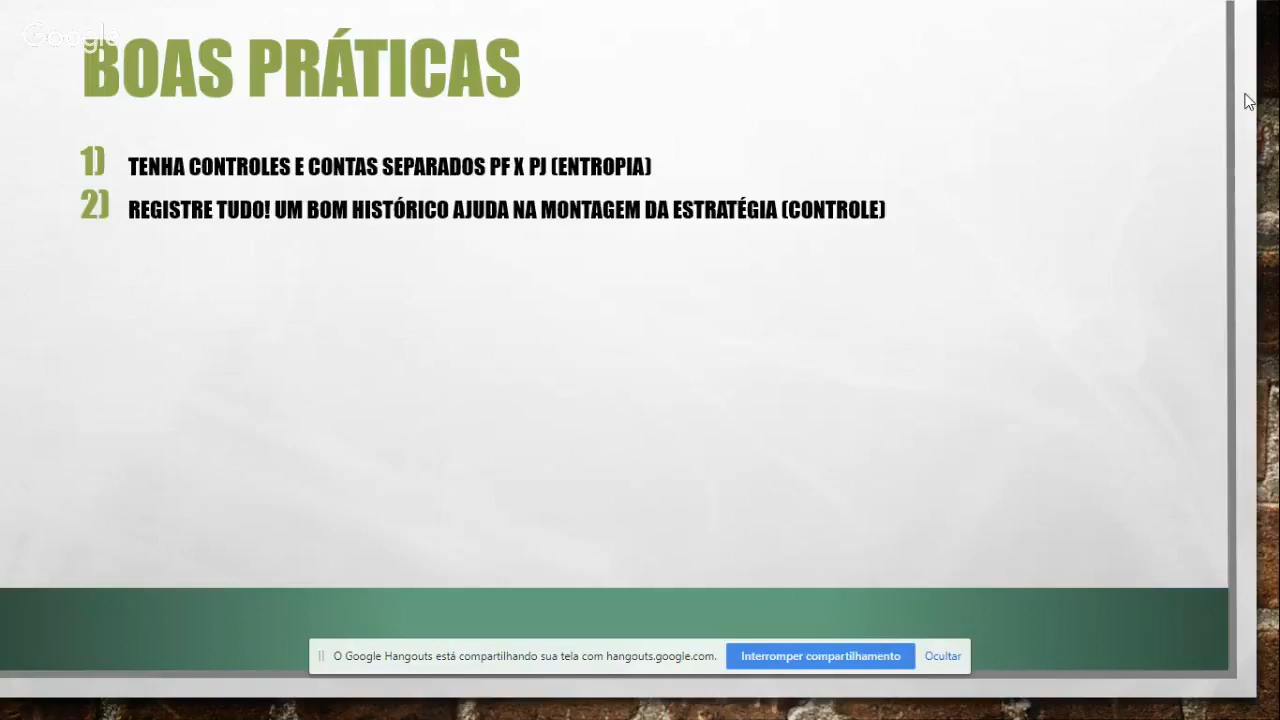 Google
BOAS PRÁTICAS
1) TENHA CONTROLES E CONTAS SEPARADOS PF X PJ (ENTROPIA)
2) REGISTRE TUDO! UM BOM HISTÓRICO AJUDA NA MONTAGEM DA ESTRATÉGIA (CONTROLE)
O Google Hangouts está compartilhando sua tela com hangouts.google.com. Interromper compartilhamento Ocultar